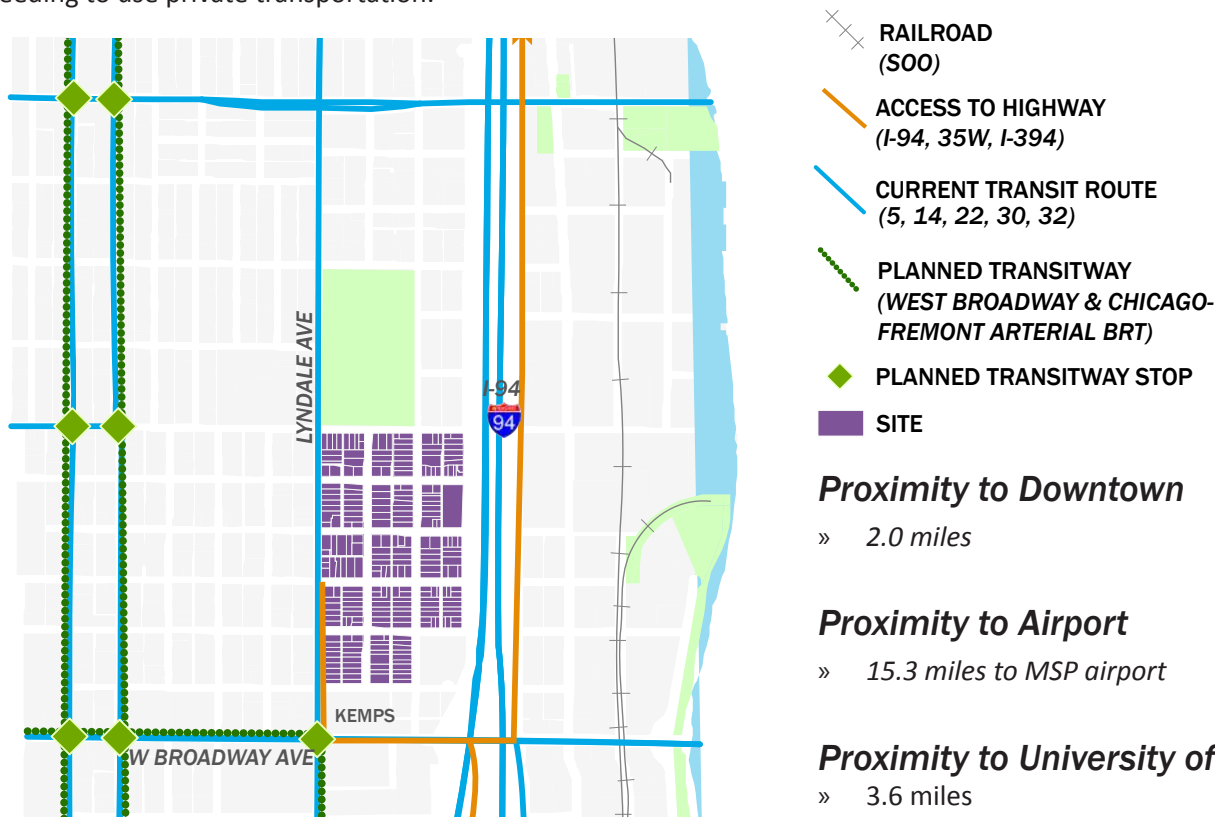 eeding to use private transportation.
LYNDALE AVE
I-94
94
KEMPS
W BROADWAY AVE
RAILROAD
(SOO)
ACCESS TO HIGHWAY
(I-94, 35W, I-394)
CURRENT TRANSIT ROUTE
(5, 14, 22, 30, 32)
PLANNED TRANSITWAY
(WEST BROADWAY & CHICAGO-
FREMONT ARTERIAL BRT)
PLANNED TRANSITWAY STOP
SITE
Proximity to Downtown
» 2.0 miles
Proximity to Airport
» 15.3 miles to MSP airport
Proximity to University of
» 3.6 miles